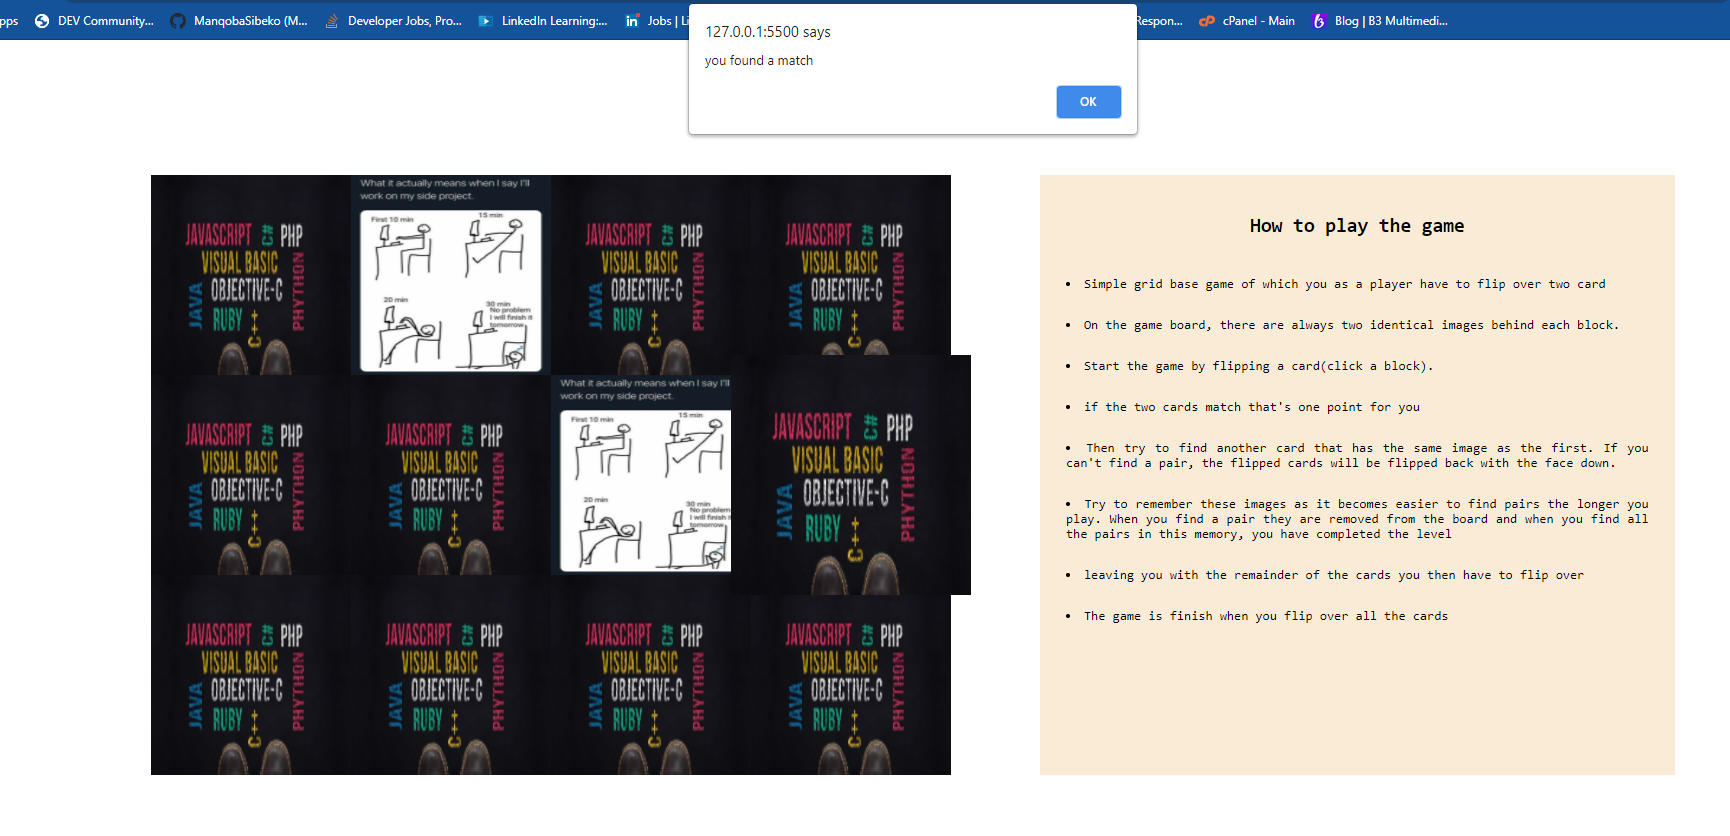 pps DEV Community... ManqobaSibeko (M... Developer Jobs, Pro... LinkedIn Learning:... Jobs | Li Respon... cPanel - Main Blog | B3 Multimedi...
127.0.0.1:5500 says
you found a match
OK
What it actually means when I say I'll
work on my side project.
First 10 min
15 min
20 min
30 min
No problem
I will finish it
tomorrow
JAVASCRIPT C# PHP
VISUAL BASIC
OBJECTIVE-C
JAVA
RUBY
C++
PHYTHON
JAVASCRIPT C# PHP
VISUAL BASIC
OBJECTIVE-C
JAVA
RUBY
C++
PHYTHON
JAVASCRIPT C# PHP
VISUAL BASIC
OBJECTIVE-C
JAVA
RUBY
C++
PHYTHON
JAVASCRIPT C# PHP
VISUAL BASIC
OBJECTIVE-C
JAVA
RUBY
C++
PHYTHON
JAVASCRIPT C# PHP
VISUAL BASIC
OBJECTIVE-C
JAVA
RUBY
C++
PHYTHON
What it actually means when I say I'll
work on my side project.
First 10 min
15 min
20 min
30 min
No problem
I will finish i
tomorrow
JAVASCRIPT C# PHP
VISUAL BASIC
OBJECTIVE-C
JAVA
RUBY
C++
PHYTHON
JAVASCRIPT C# PHP
VISUAL BASIC
OBJECTIVE-C
JAVA
RUBY
C++
PHYTHON
JAVASCRIPT C# PHP
VISUAL BASIC
OBJECTIVE-C
JAVA
RUBY
C++
PHYTHON
JAVASCRIPT C# PHP
VISUAL BASIC
OBJECTIVE-C
JAVA
RUBY
C++
PHYTHON
JAVASCRIPT C# PHP
VISUAL BASIC
OBJECTIVE-C
JAVA
RUBY
C++
PHYTHON
How to play the game
• Simple grid base game of which you as a player have to flip over two card
• On the game board, there are always two identical images behind each block.
• Start the game by flipping a card(click a block).
• if the two cards match that's one point for you
• Then try to find another card that has the same image as the first. If you
can't find a pair, the flipped cards will be flipped back with the face down.
• Try to remember these images as it becomes easier to find pairs the longer you
play. When you find a pair they are removed from the board and when you find all
the pairs in this memory, you have completed the level
• leaving you with the remainder of the cards you then have to flip over
• The game is finish when you flip over all the cards